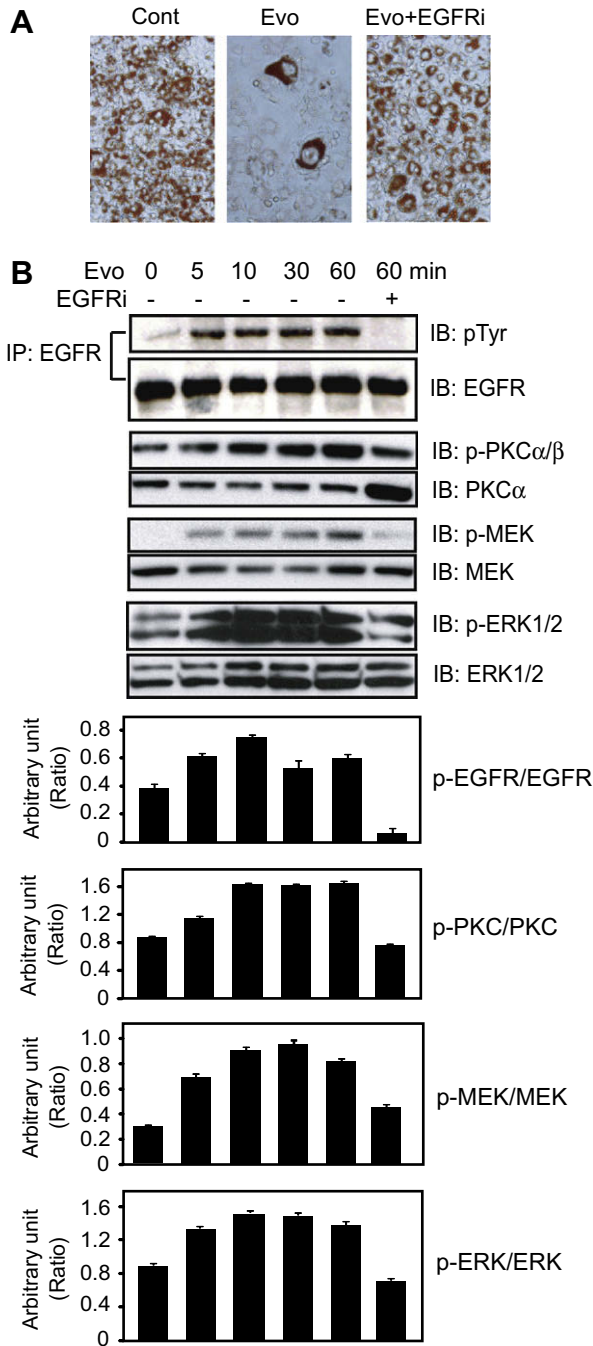 A
Cont Evo Evo+EGFRi
B
Evo 0 5 10 30 60 60 min
EGFRi - - - - - +
IP: EGFR
IB: pTyr
IB: EGFR
IB: p-PKCα/β
IB: PKCα
IB: p-MEK
IB: MEK
IB: p-ERK1/2
IB: ERK1/2
Arbitrary unit
(Ratio)
0.8
0.6
0.4
0.2
0
p-EGFR/EGFR
Arbitrary unit
(Ratio)
1.6
1.2
0.8
0.4
0
p-PKC/PKC
Arbitrary unit
(Ratio)
1.0
0.8
0.6
0.4
0.2
0
p-MEK/MEK
Arbitrary unit
(Ratio)
1.6
1.2
0.8
0.4
0
p-ERK/ERK